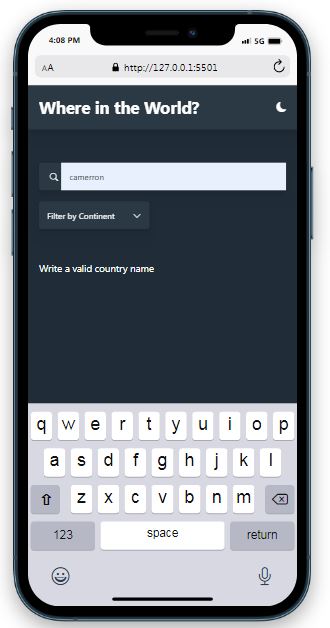 4:08 PM 5G
AA http://127.0.0.1:5501
Where in the World?
camerron
Filter by Continent
Write a valid country name
q w e r t y u i o p
a s d f g h j k l
z x c v b n m
123 space return